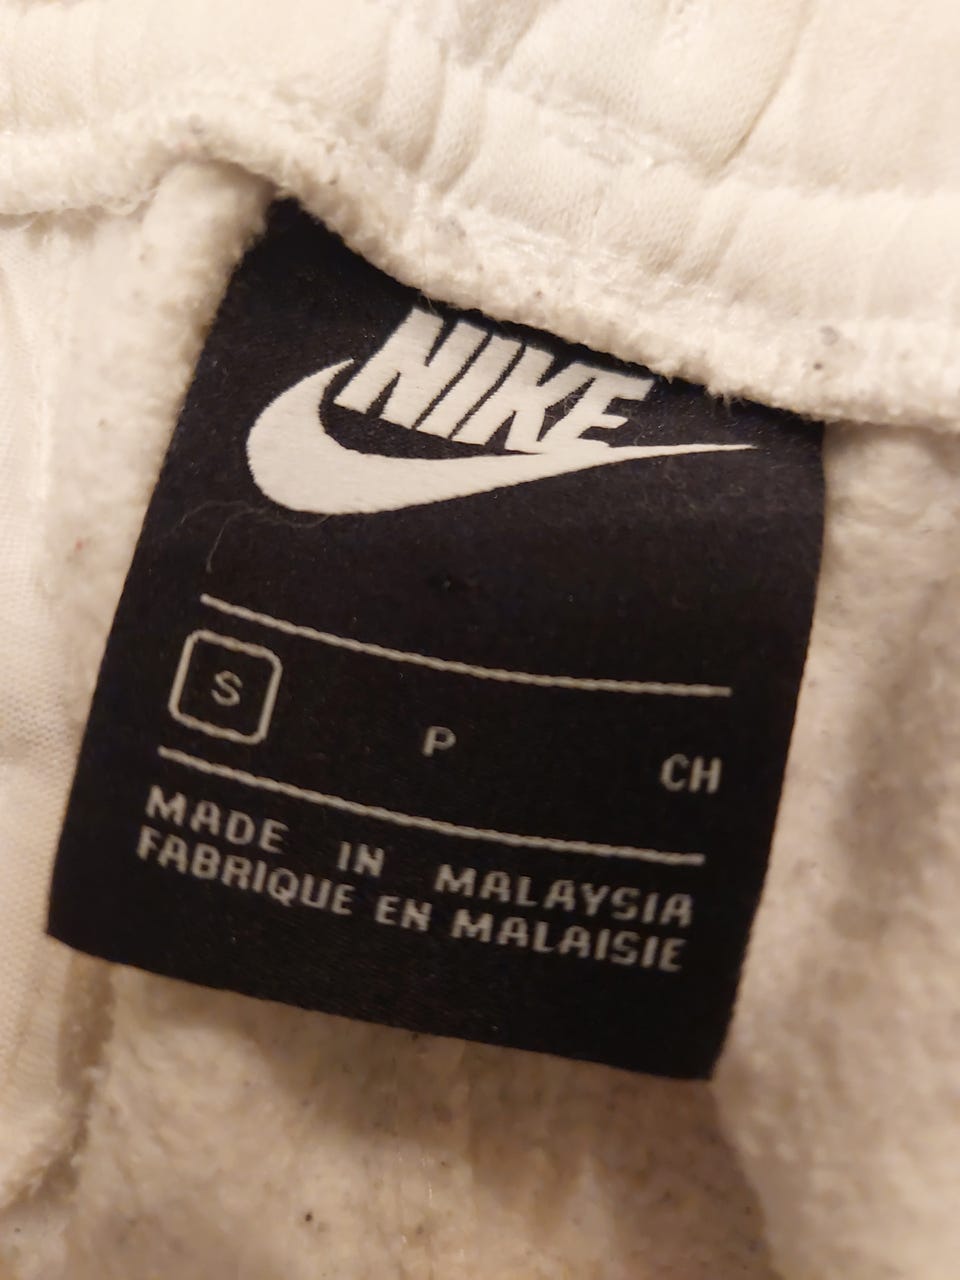 NIKE
S P CH
MADE IN MALAYSIA
FABRIQUE EN MALAISIE